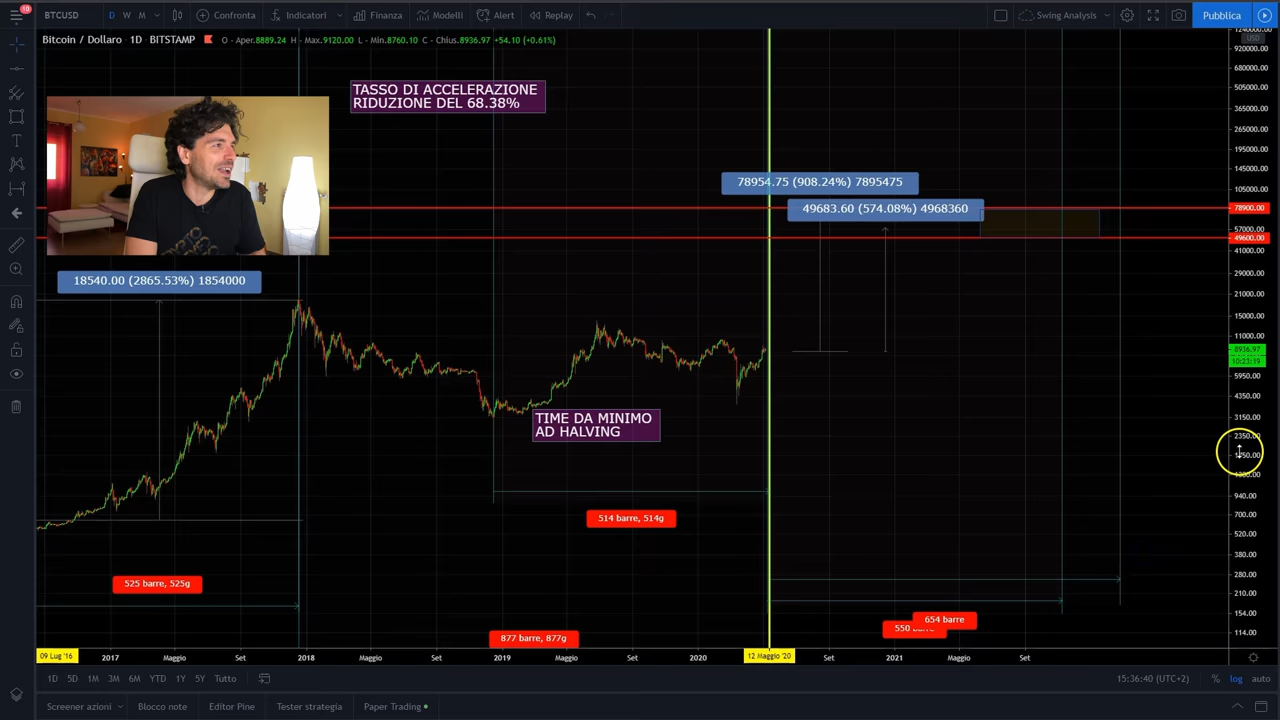 10
BTCUSD
D
W
M
Confronta
Indicatori
Finanza
Modelli
Alert
Replay
Swing Analysis
Pubblica
Bitcoin / Dollaro · 1D · BITSTAMP
O - Aper.8889.24 H - Max.9120.00 L - Min.8760.10 C - Chius.8936.97 +54.10 (+0.61%)
USD
TASSO DI ACCELERAZIONE
RIDUZIONE DEL 68.38%
78954.75 (908.24%) 7895475
49683.60 (574.08%) 4968360
18540.00 (2865.53%) 1854000
TIME DA MINIMO
AD HALVING
514 barre, 514g
525 barre, 525g
877 barre, 877g
654 barre
550
920000.00
680000.00
505000.00
365000.00
265000.00
195000.00
145000.00
105000.00
78900.00
57000.00
49600.00
41000.00
29000.00
21000.00
15000.00
11000.00
8936.97
10:23:19
5950.00
4350.00
3150.00
2350.00
940.00
700.00
520.00
380.00
280.00
210.00
154.00
114.00
09 Lug '16
2017
Maggio
Set
2018
Maggio
Set
2019
Maggio
Set
2020
12 Maggio '20
Set
2021
Maggio
Set
1D
5D
1M
3M
6M
YTD
1Y
5Y
Tutto
15:36:40 (UTC+2)
%
log
auto
Screener azioni
Blocco note
Editor Pine
Tester strategia
Paper Trading